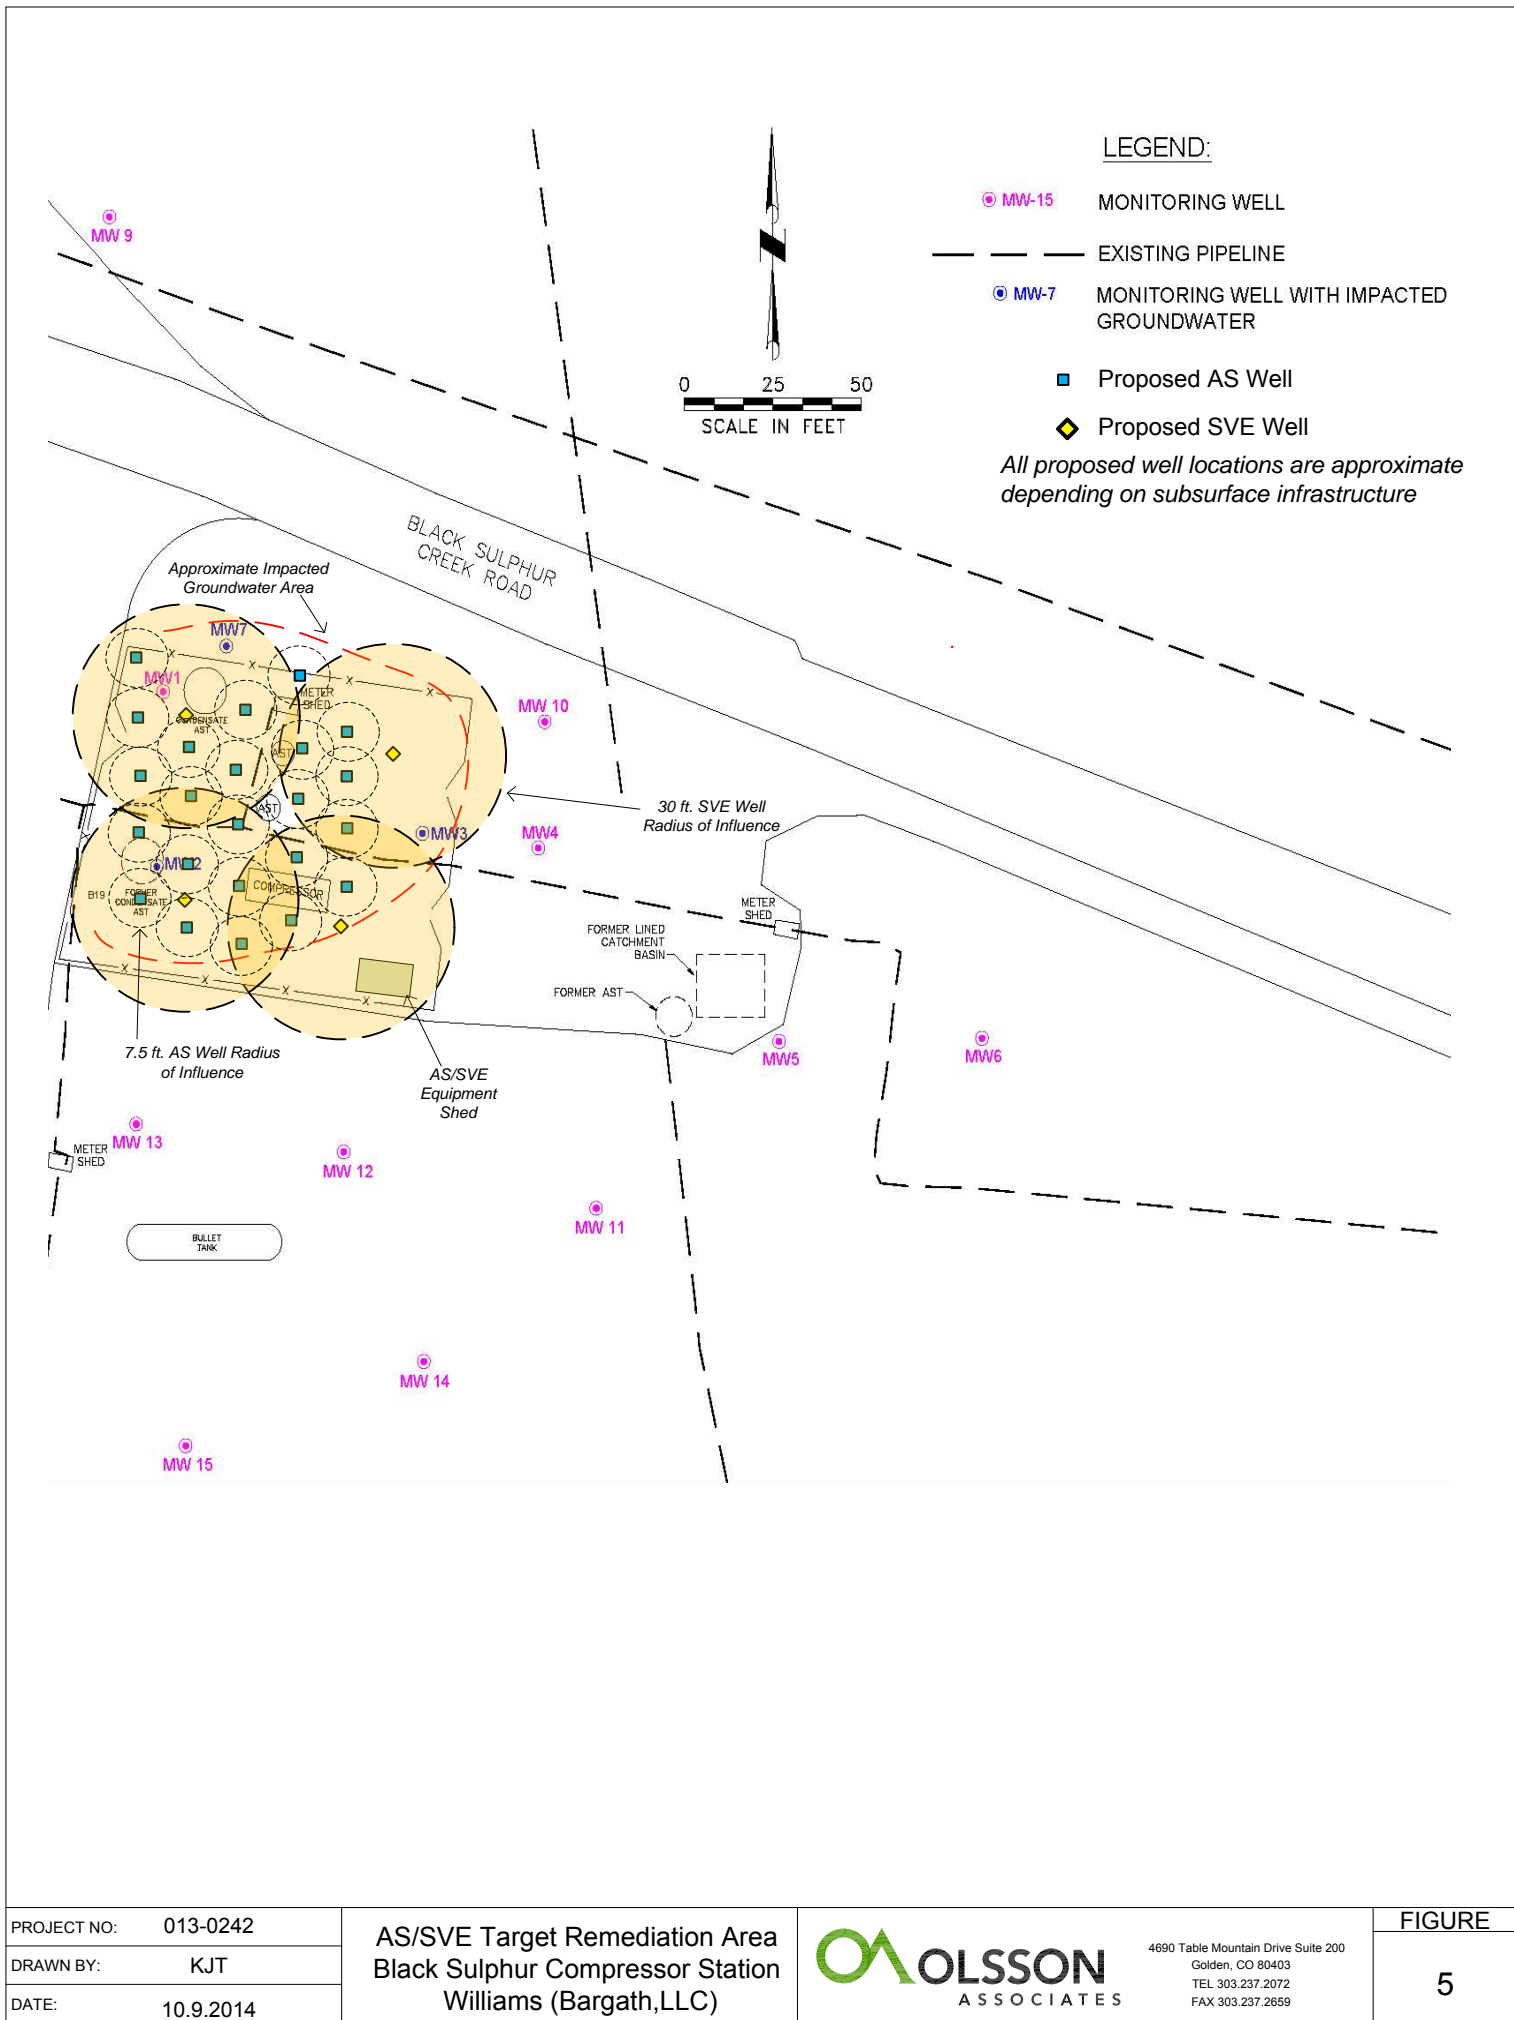 LEGEND:
MW-15 MONITORING WELL
EXISTING PIPELINE
MW-7 MONITORING WELL WITH IMPACTED
GROUNDWATER
Proposed AS Well
Proposed SVE Well
All proposed well locations are approximate
depending on subsurface infrastructure
0 25 50
SCALE IN FEET
MW 9
BLACK SULPHUR
CREEK ROAD
Approximate Impacted
Groundwater Area
MW7
MW1
METER
SHED
CONDENSATE
AST
AST
AST
MW 10
30 ft. SVE Well
Radius of Influence
MW3
MW4
MW2
B19
FORMER
CONDENSATE
AST
COMPRESSOR
METER
SHED
FORMER LINED
CATCHMENT
BASIN
FORMER AST
MW5
MW6
7.5 ft. AS Well Radius
of Influence
AS/SVE
Equipment
Shed
MW 13
METER
SHED
MW 12
MW 11
BULLET
TANK
MW 14
MW 15
PROJECT NO: 013-0242
DRAWN BY: KJT
DATE: 10.9.2014
AS/SVE Target Remediation Area
Black Sulphur Compressor Station
Williams (Bargath,LLC)
OLSSON
ASSOCIATES
4690 Table Mountain Drive Suite 200
Golden, CO 80403
TEL 303.237.2072
FAX 303.237.2659
FIGURE
5